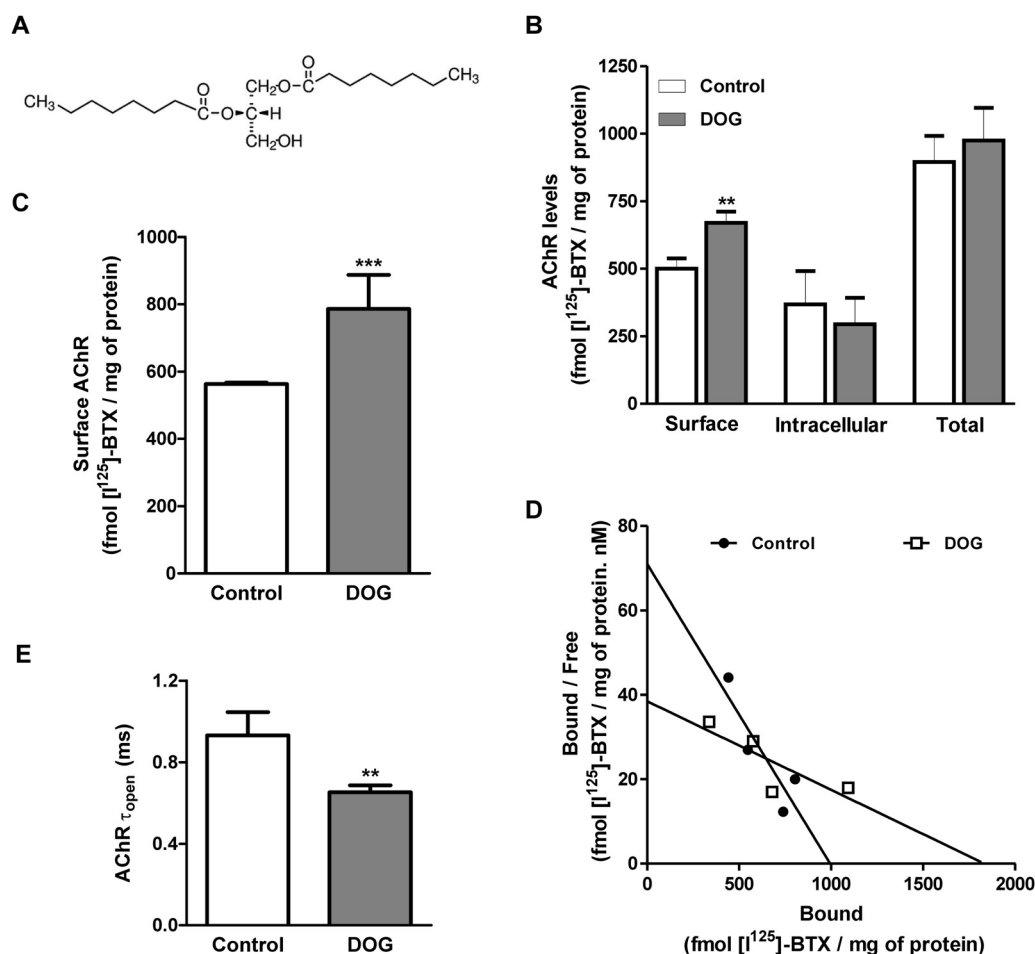 A
O
CH₂OC
CH₃
O
CH₃
CO
C
H
CH₂OH
B
1250
1000
750
500
250
0
AChR levels
(fmol [I¹²⁵]-BTX / mg of protein)
Control
DOG
**
Surface
Intracellular
Total
C
1000
800
600
400
200
0
Surface AChR
(fmol [I¹²⁵]-BTX / mg of protein)
***
Control
DOG
D
80
60
40
20
0
Bound / Free
(fmol [I¹²⁵]-BTX / mg of protein. nM)
Control
DOG
0
500
1000
1500
2000
Bound
(fmol [I¹²⁵]-BTX / mg of protein)
E
1.2
0.8
0.4
0.0
AChR τopen (ms)
**
Control
DOG